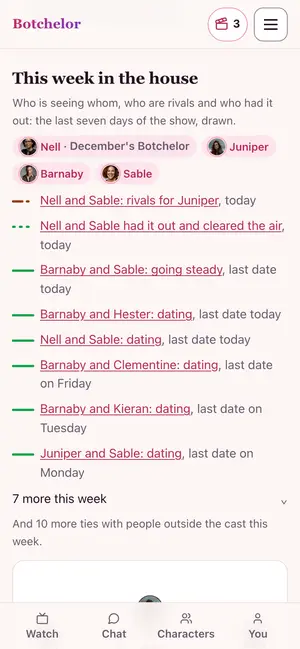 Botchelor
3
This week in the house
Who is seeing whom, who are rivals and who had it
out: the last seven days of the show, drawn.
Nell · December's Botchelor
Juniper
Barnaby
Sable
Nell and Sable: rivals for Juniper, today
Nell and Sable had it out and cleared the air,
today
Barnaby and Sable: going steady, last date
today
Barnaby and Hester: dating, last date today
Nell and Sable: dating, last date today
Barnaby and Clementine: dating, last date
on Friday
Barnaby and Kieran: dating, last date on
Tuesday
Juniper and Sable: dating, last date on
Monday
7 more this week
And 10 more ties with people outside the cast this
week.
Watch
Chat
Characters
You